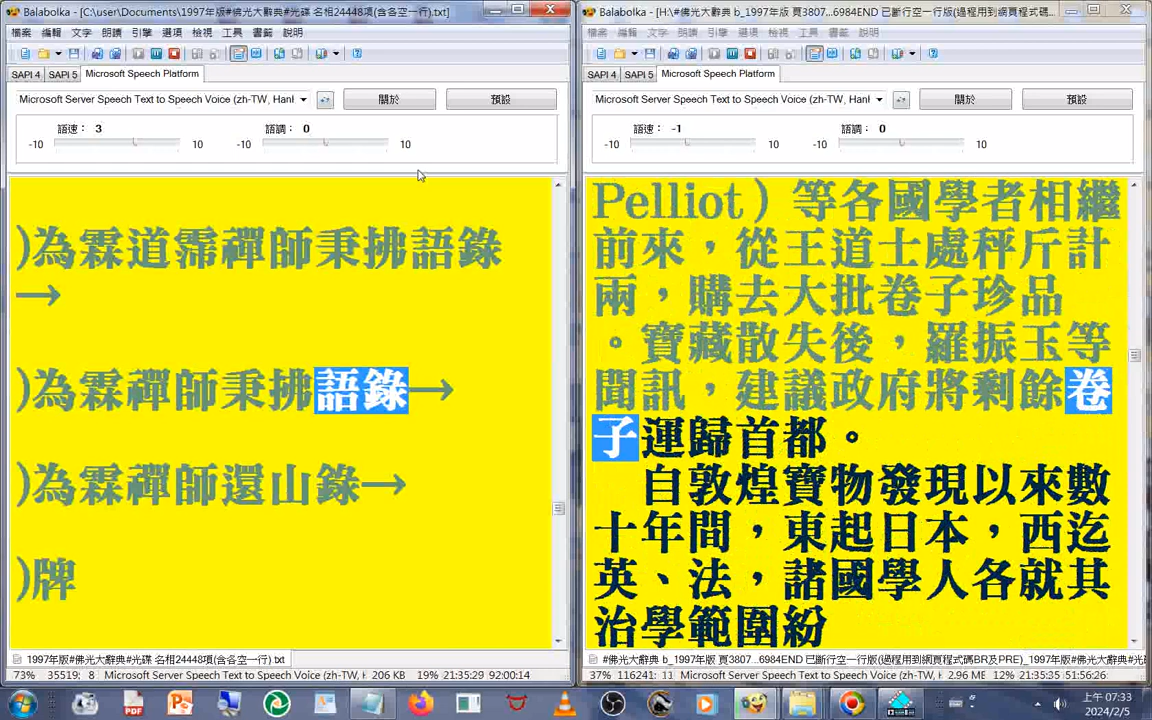 Balabolka - [C:\user\Documents\1997年版#佛光大辭典#光碟 名相24448項(含各空一行).txt]
檔案 編輯 文字 朗讀 引擎 選項 檢視 工具 書籤 說明
SAPI 4 SAPI 5 Microsoft Speech Platform
Microsoft Server Speech Text to Speech Voice (zh-TW, Hanl
關於 預設
語速： 3 語調： 0
-10 10 -10 10
)為霖道霈禪師秉拂語錄
→
)為霖禪師秉拂語錄→
)為霖禪師還山錄→
)牌
1997年版#佛光大辭典#光碟 名相24448項(含各空一行).txt
73% 35519; 8 Microsoft Server Speech Text to Speech Voice (zh-TW, 206 KB 19% 21:35:29 92:00:14
Balabolka - [H:\#佛光大辭典 b_1997年版 頁3807...6984END 已斷行空一行版(過程用到網頁程式碼...
檔案 編輯 文字 朗讀 引擎 選項 檢視 工具 書籤 說明
SAPI 4 SAPI 5 Microsoft Speech Platform
Microsoft Server Speech Text to Speech Voice (zh-TW, Hanl
關於 預設
語速： -1 語調： 0
-10 10 -10 10
Pelliot）等各國學者相繼
前來，從王道士處秤斤計
兩，購去大批卷子珍品
。寶藏散失後，羅振玉等
聞訊，建議政府將剩餘卷
子運歸首都。
自敦煌寶物發現以來數
十年間，東起日本，西迄
英、法，諸國學人各就其
治學範圍紛
#佛光大辭典 b_1997年版 頁3807...6984END 已斷行空一行版(過程用到網頁程式碼BR及PRE)_1997年版#光
37% 116241: 11 Microsoft Server Speech Text to Speech Voice (zh-TW, 2.96 ME 12% 21:35:35 51:56:26
上午 07:33
2024/2/5